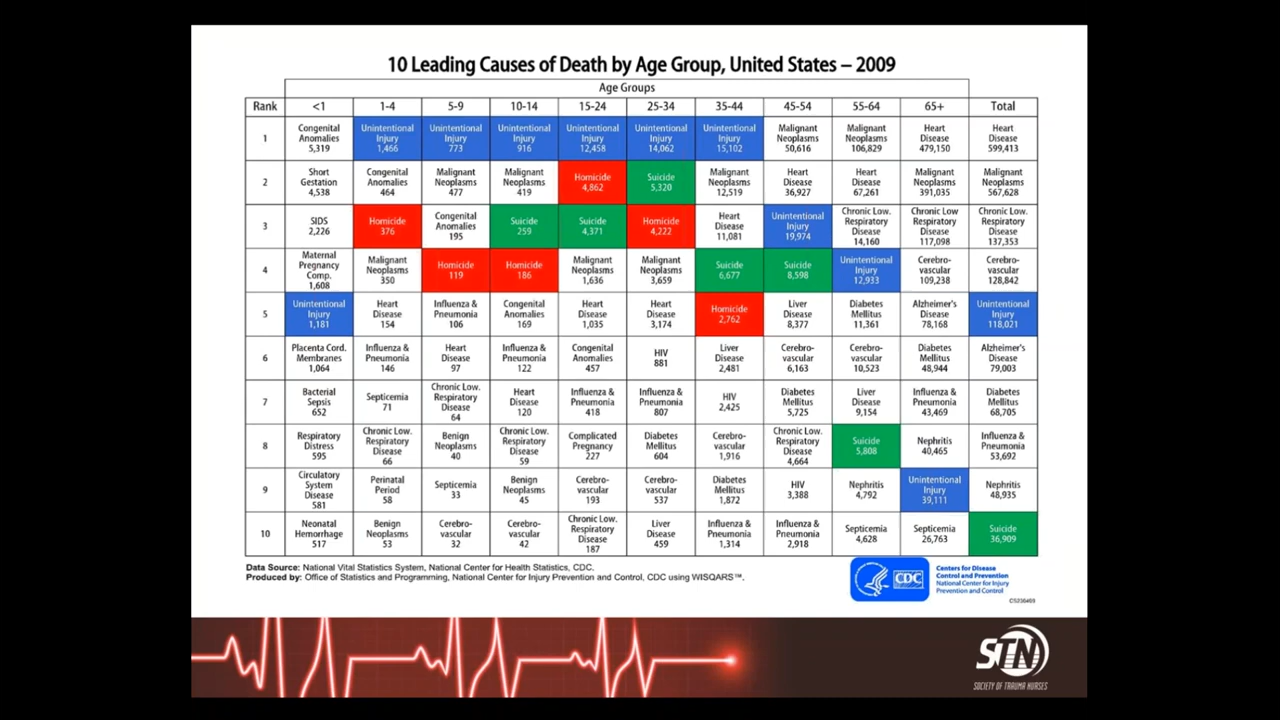 10 Leading Causes of Death by Age Group, United States – 2009
Age Groups
Rank <1 1-4 5-9 10-14 15-24 25-34 35-44 45-54 55-64 65+ Total
1 Congenital Anomalies 5,319 Unintentional Injury 1,466 Unintentional Injury 773 Unintentional Injury 916 Unintentional Injury 12,458 Unintentional Injury 14,062 Unintentional Injury 15,102 Malignant Neoplasms 50,616 Malignant Neoplasms 106,829 Heart Disease 479,150 Heart Disease 599,413
2 Short Gestation 4,538 Congenital Anomalies 464 Malignant Neoplasms 477 Malignant Neoplasms 419 Homicide 4,862 Suicide 5,320 Malignant Neoplasms 12,519 Heart Disease 36,927 Heart Disease 67,261 Malignant Neoplasms 391,035 Malignant Neoplasms 567,628
3 SIDS 2,226 Homicide 376 Congenital Anomalies 195 Suicide 259 Suicide 4,371 Homicide 4,222 Heart Disease 11,081 Unintentional Injury 19,974 Chronic Low. Respiratory Disease 14,160 Chronic Low Respiratory Disease 117,098 Chronic Low. Respiratory Disease 137,353
4 Maternal Pregnancy Comp. 1,608 Malignant Neoplasms 350 Homicide 119 Homicide 186 Malignant Neoplasms 1,636 Malignant Neoplasms 3,659 Suicide 6,677 Suicide 8,598 Unintentional Injury 12,933 Cerebro-vascular 109,238 Cerebro-vascular 128,842
5 Unintentional Injury 1,181 Heart Disease 154 Influenza & Pneumonia 106 Congenital Anomalies 169 Heart Disease 1,035 Heart Disease 3,174 Homicide 2,762 Liver Disease 8,377 Diabetes Mellitus 11,361 Alzheimer's Disease 78,168 Unintentional Injury 118,021
6 Placenta Cord. Membranes 1,064 Influenza & Pneumonia 146 Heart Disease 97 Influenza & Pneumonia 122 Congenital Anomalies 457 HIV 881 Liver Disease 2,481 Cerebro-vascular 6,163 Cerebro-vascular 10,523 Diabetes Mellitus 48,944 Alzheimer's Disease 79,003
7 Bacterial Sepsis 652 Septicemia 71 Chronic Low. Respiratory Disease 64 Heart Disease 120 Influenza & Pneumonia 418 Influenza & Pneumonia 807 HIV 2,425 Diabetes Mellitus 5,725 Liver Disease 9,154 Influenza & Pneumonia 43,469 Diabetes Mellitus 68,705
8 Respiratory Distress 595 Chronic Low. Respiratory Disease 66 Benign Neoplasms 40 Chronic Low. Respiratory Disease 59 Complicated Pregnancy 227 Diabetes Mellitus 604 Cerebro-vascular 1,916 Chronic Low. Respiratory Disease 4,664 Suicide 5,808 Nephritis 40,465 Influenza & Pneumonia 53,692
9 Circulatory System Disease 581 Perinatal Period 58 Septicemia 33 Benign Neoplasms 45 Cerebro-vascular 193 Cerebro-vascular 537 Diabetes Mellitus 1,872 HIV 3,388 Nephritis 4,792 Unintentional Injury 39,111 Nephritis 48,935
10 Neonatal Hemorrhage 517 Benign Neoplasms 53 Cerebro-vascular 32 Cerebro-vascular 42 Chronic Low. Respiratory Disease 187 Liver Disease 459 Influenza & Pneumonia 1,314 Influenza & Pneumonia 2,918 Septicemia 4,628 Septicemia 26,763 Suicide 36,909
Data Source: National Vital Statistics System, National Center for Health Statistics, CDC.
Produced by: Office of Statistics and Programming, National Center for Injury Prevention and Control, CDC using WISQARS™.
CDC
Centers for Disease
Control and Prevention
National Center for Injury
Prevention and Control
STN
SOCIETY OF TRAUMA NURSES